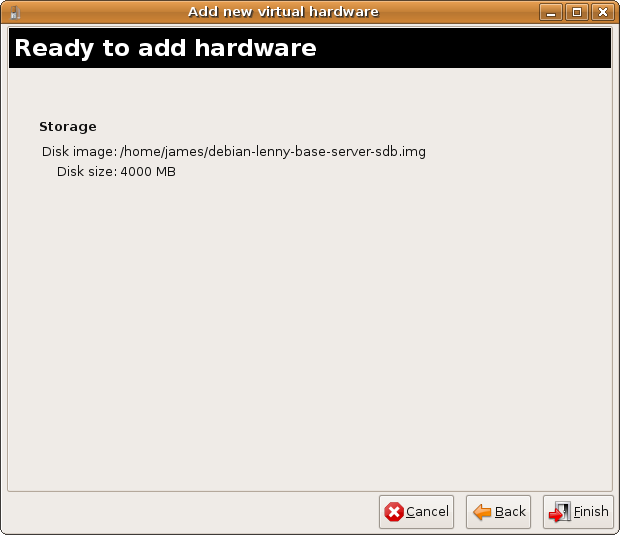 Add new virtual hardware
Ready to add hardware
Storage
Disk image: /home/james/debian-lenny-base-server-sdb.img
Disk size: 4000 MB
Cancel Back Finish